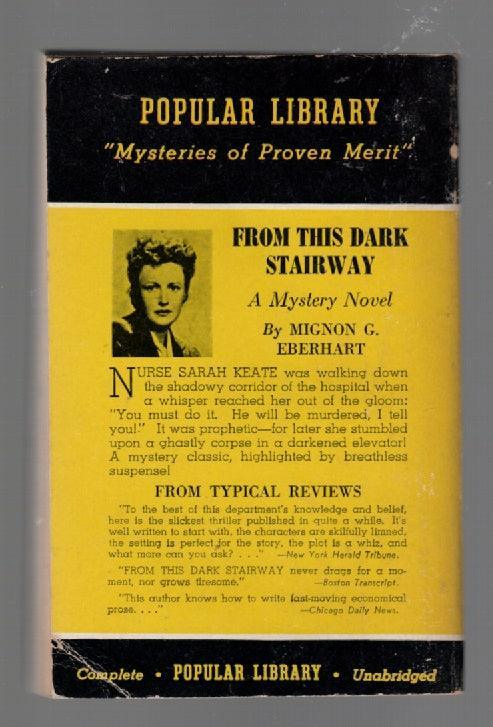 POPULAR LIBRARY
"Mysteries of Proven Merit"
FROM THIS DARK
STAIRWAY
A Mystery Novel
By MIGNON G.
EBERHART
NURSE SARAH KEATE was walking down
the shadowy corridor of the hospital when
a whisper reached her out of the gloom:
"You must do it. He will be murdered, I tell
you!" It was prophetic—for later she stumbled
upon a ghastly corpse in a darkened elevator!
A mystery classic, highlighted by breathless
suspense!
FROM TYPICAL REVIEWS
"To the best of this department's knowledge and belief,
here is the slickest thriller published in quite a while. It's
well written to start with, the characters are skilfully limned,
the setting is perfect for the story, the plot is a whiz, and
what more can you ask? . . ." —New York Herald Tribune.
"FROM THIS DARK STAIRWAY never drags for a mo-
ment, nor grows tiresome." —Boston Transcript.
"This author knows how to write fast-moving economical
prose. . . ." —Chicago Daily News.
Complete • POPULAR LIBRARY • Unabridged